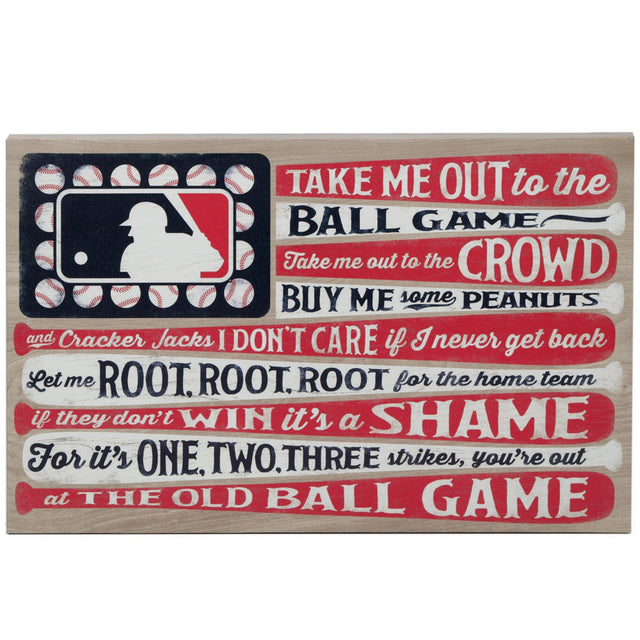 TAKE ME OUT to the
BALL GAME
Take me out to the CROWD
BUY ME some PEANUTS
and Cracker Jacks I DON'T CARE if I never get back
Let me ROOT, ROOT, ROOT for the home team
if they don't WIN it's a SHAME
For it's ONE, TWO, THREE strikes, you're out
at THE OLD BALL GAME